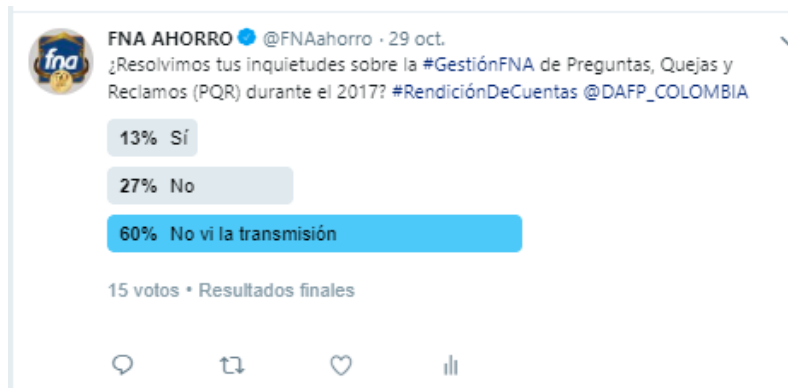 fna
FNA AHORRO @FNAahorro · 29 oct.
¿Resolvimos tus inquietudes sobre la #GestiónFNA de Preguntas, Quejas y
Reclamos (PQR) durante el 2017? #RendiciónDeCuentas @DAFP_COLOMBIA
13% Sí
27% No
60% No vi la transmisión
15 votos • Resultados finales